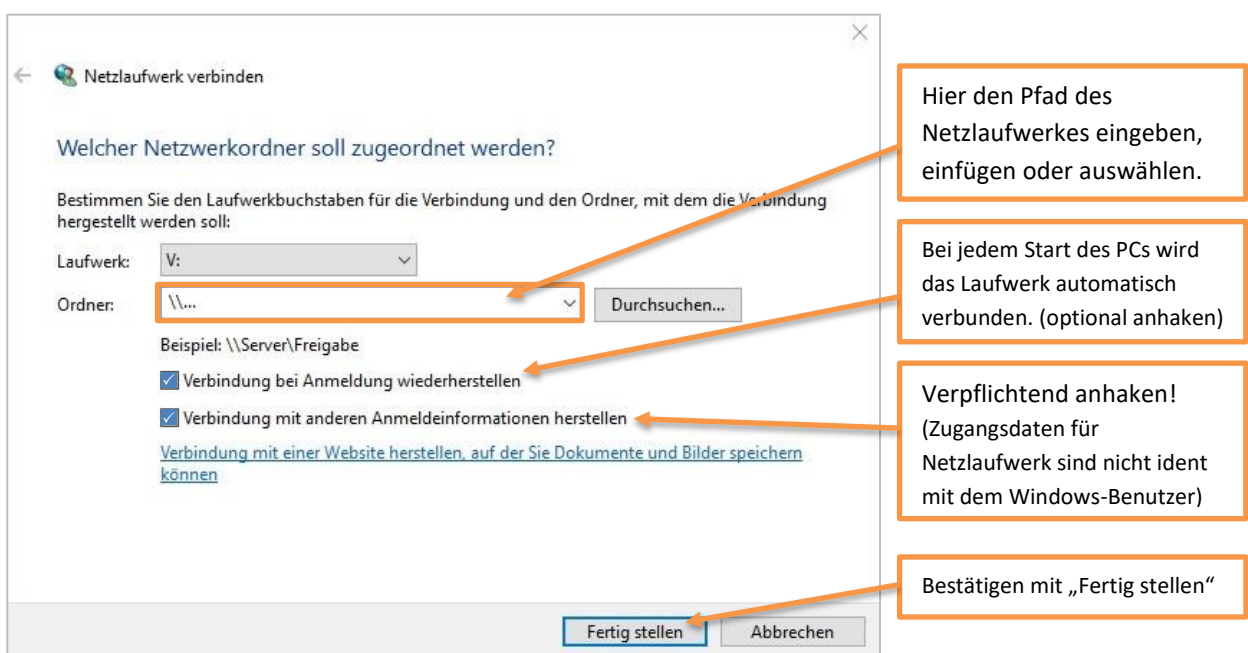 Netzlaufwerk verbinden
Welcher Netzwerkordner soll zugeordnet werden?
Bestimmen Sie den Laufwerkbuchstaben für die Verbindung und den Ordner, mit dem die Verbindung
hergestellt werden soll:
Laufwerk: V:
Ordner: \\... Durchsuchen...
Beispiel: \\Server\Freigabe
Verbindung bei Anmeldung wiederherstellen
Verbindung mit anderen Anmeldeinformationen herstellen
Verbindung mit einer Website herstellen, auf der Sie Dokumente und Bilder speichern
können
Fertig stellen Abbrechen
Hier den Pfad des
Netzlaufwerkes eingeben,
einfügen oder auswählen.
Bei jedem Start des PCs wird
das Laufwerk automatisch
verbunden. (optional anhaken)
Verpflichtend anhaken!
(Zugangsdaten für
Netzlaufwerk sind nicht ident
mit dem Windows-Benutzer)
Bestätigen mit „Fertig stellen“